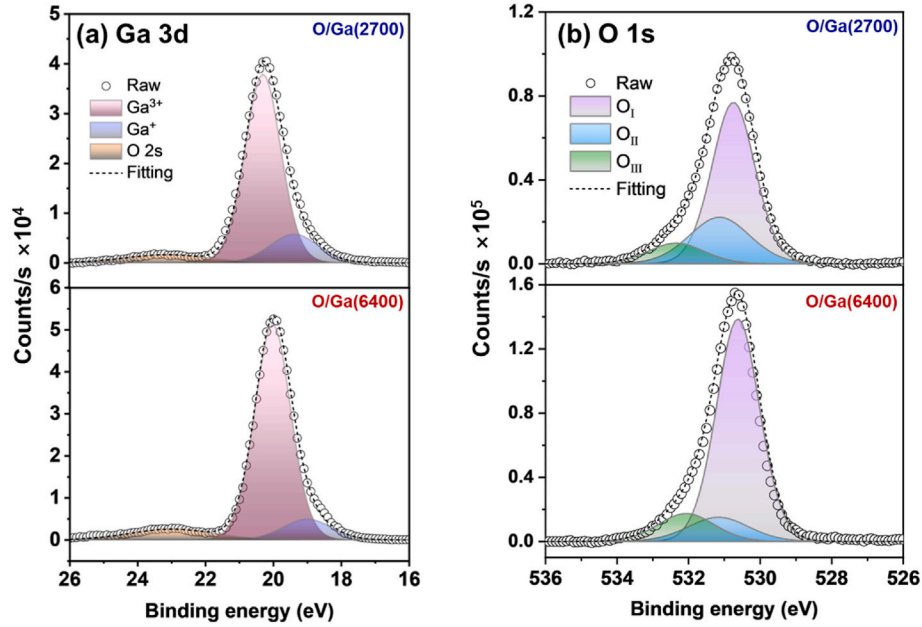 (a) Ga 3d
O/Ga(2700)
Raw
Ga³⁺
Ga⁺
O 2s
Fitting
5
4
3
2
1
0
O/Ga(6400)
6
5
4
3
2
1
0
26 24 22 20 18 16
Counts/s ×10⁴
Binding energy (eV)
(b) O 1s
O/Ga(2700)
Raw
O_I
O_II
O_III
Fitting
1.2
0.8
0.4
0.0
O/Ga(6400)
1.6
1.2
0.8
0.4
0.0
536 534 532 530 528 526
Counts/s ×10⁵
Binding energy (eV)